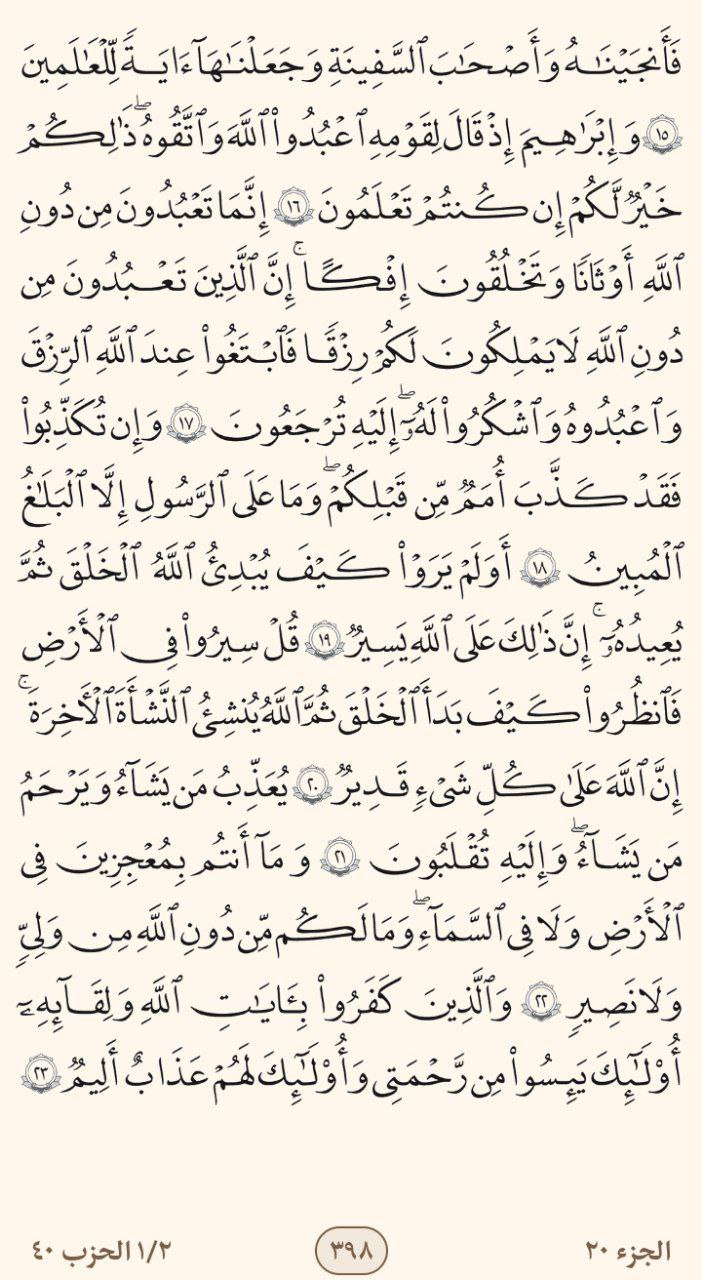 فَأَنجَيْنَـٰهُ وَأَصْحَـٰبَ ٱلسَّفِينَةِ وَجَعَلْنَـٰهَآ ءَايَةً لِّلْعَـٰلَمِينَ
١٥ وَإِبْرَٰهِيمَ إِذْ قَالَ لِقَوْمِهِ ٱعْبُدُوا۟ ٱللَّهَ وَٱتَّقُوهُ ۖ ذَٰلِكُمْ
خَيْرٌ لَّكُمْ إِن كُنتُمْ تَعْلَمُونَ ١٦ إِنَّمَا تَعْبُدُونَ مِن دُونِ
ٱللَّهِ أَوْثَـٰنًا وَتَخْلُقُونَ إِفْكًا ۚ إِنَّ ٱلَّذِينَ تَعْبُدُونَ مِن
دُونِ ٱللَّهِ لَا يَمْلِكُونَ لَكُمْ رِزْقًا فَٱبْتَغُوا۟ عِندَ ٱللَّهِ ٱلرِّزْقَ
وَٱعْبُدُوهُ وَٱشْكُرُوا۟ لَهُۥٓ ۖ إِلَيْهِ تُرْجَعُونَ ١٧ وَإِن تُكَذِّبُوا۟
فَقَدْ كَذَّبَ أُمَمٌ مِّن قَبْلِكُمْ ۖ وَمَا عَلَى ٱلرَّسُولِ إِلَّا ٱلْبَلَـٰغُ
ٱلْمُبِينُ ١٨ أَوَلَمْ يَرَوْا۟ كَيْفَ يُبْدِئُ ٱللَّهُ ٱلْخَلْقَ ثُمَّ
يُعِيدُهُۥٓ ۚ إِنَّ ذَٰلِكَ عَلَى ٱللَّهِ يَسِيرٌ ١٩ قُلْ سِيرُوا۟ فِى ٱلْأَرْضِ
فَٱنظُرُوا۟ كَيْفَ بَدَأَ ٱلْخَلْقَ ثُمَّ ٱللَّهُ يُنشِئُ ٱلنَّشْأَةَ ٱلْـَٔاخِرَةَ ۚ
إِنَّ ٱللَّهَ عَلَىٰ كُلِّ شَىْءٍ قَدِيرٌ ٢٠ يُعَذِّبُ مَن يَشَآءُ وَيَرْحَمُ
مَن يَشَآءُ ۖ وَإِلَيْهِ تُقْلَبُونَ ٢١ وَمَآ أَنتُم بِمُعْجِزِينَ فِى
ٱلْأَرْضِ وَلَا فِى ٱلسَّمَآءِ ۖ وَمَا لَكُم مِّن دُونِ ٱللَّهِ مِن وَلِىٍّ
وَلَا نَصِيرٍ ٢٢ وَٱلَّذِينَ كَفَرُوا۟ بِـَٔايَـٰتِ ٱللَّهِ وَلِقَآئِهِۦٓ
أُو۟لَـٰٓئِكَ يَئِسُوا۟ مِن رَّحْمَتِى وَأُو۟لَـٰٓئِكَ لَهُمْ عَذَابٌ أَلِيمٌ ٢٣
الجزء ٢٠ ٣٩٨ ١/٢ الحزب ٤٠